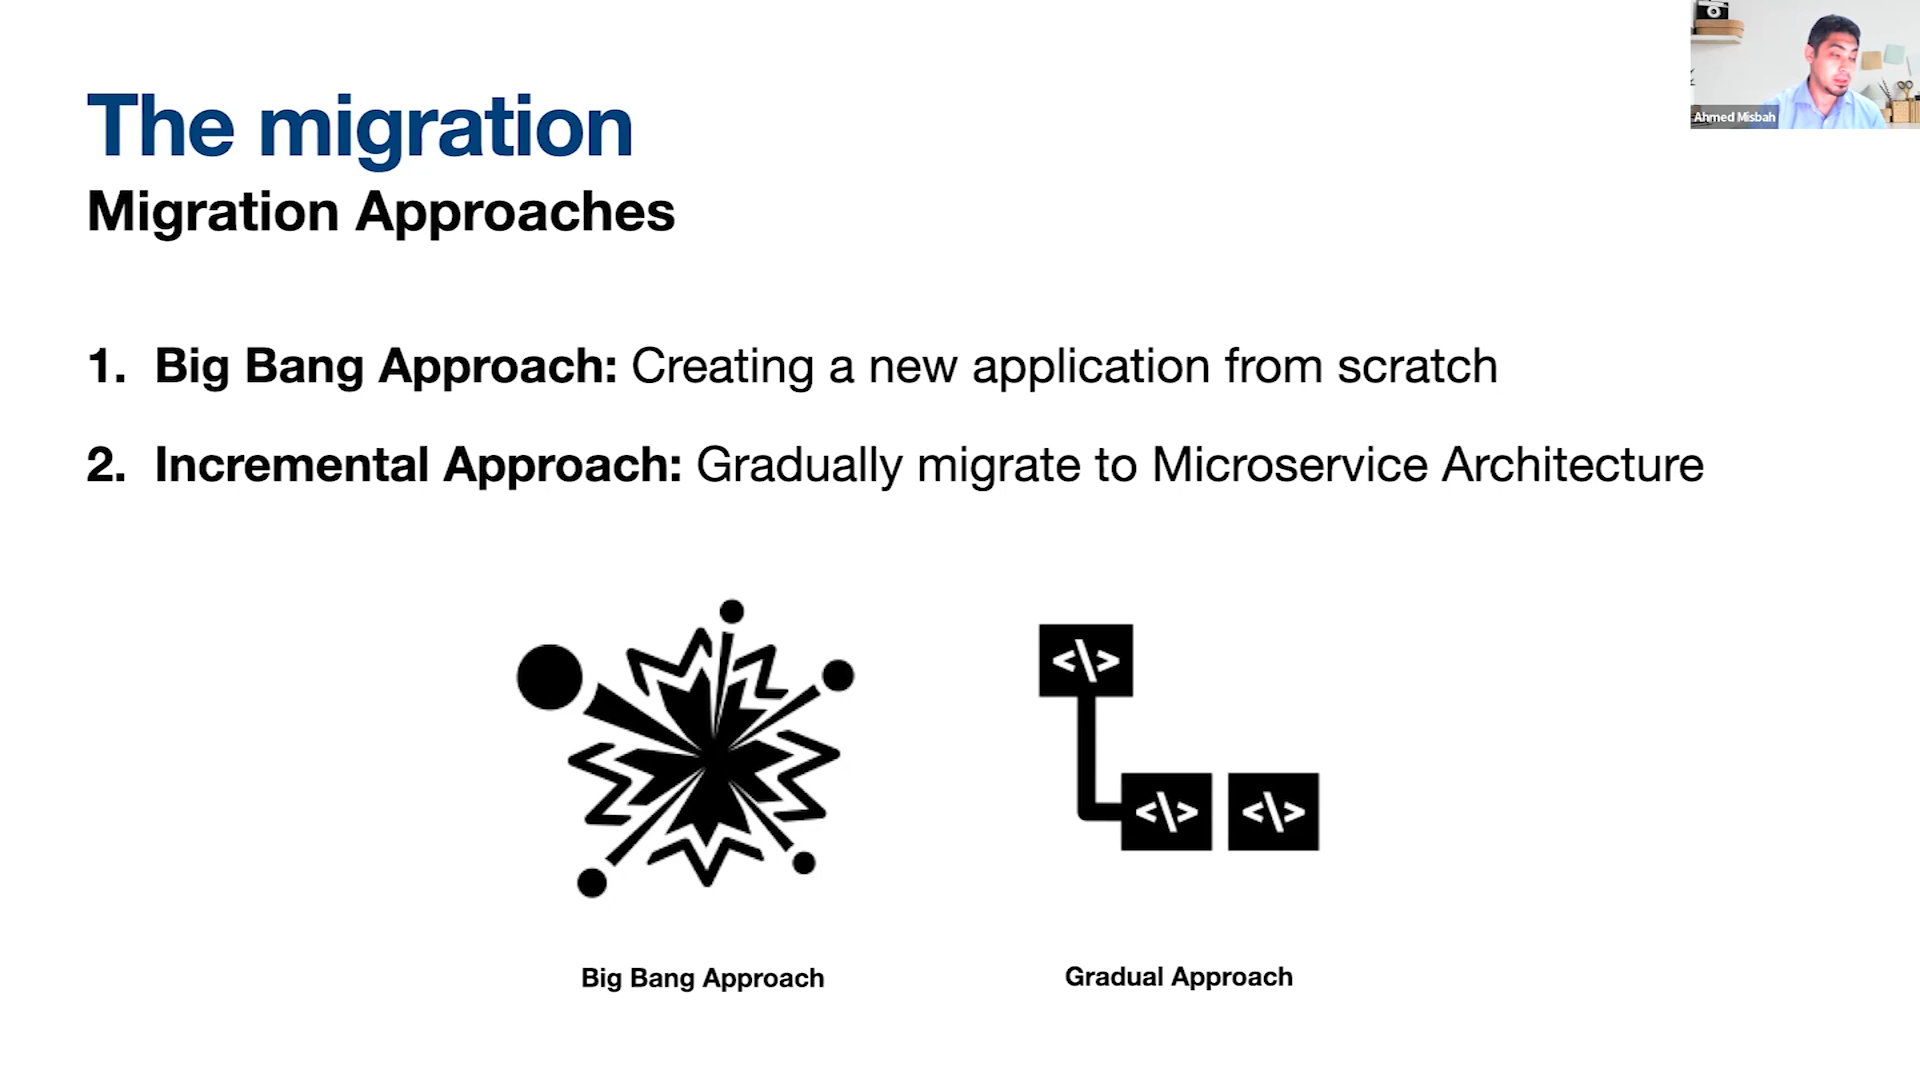 The migration
Migration Approaches
Ahmed Misbah
1. Big Bang Approach: Creating a new application from scratch
2. Incremental Approach: Gradually migrate to Microservice Architecture
<\>
<\> <\>
Big Bang Approach
Gradual Approach